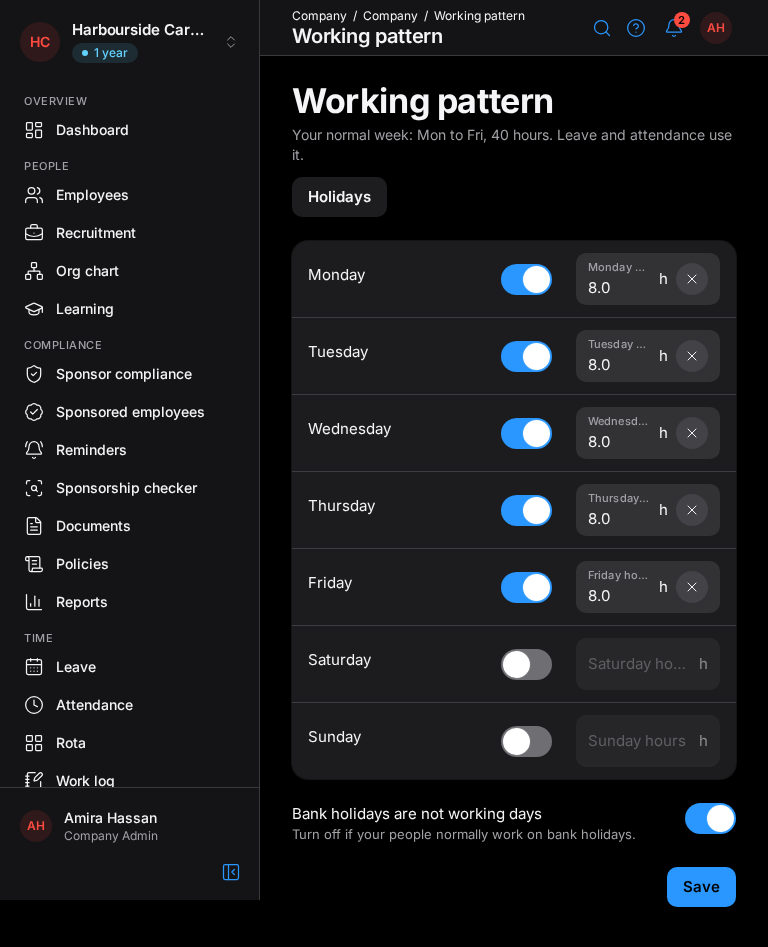 HC
Harbourside Car...
1 year
OVERVIEW
Dashboard
PEOPLE
Employees
Recruitment
Org chart
Learning
COMPLIANCE
Sponsor compliance
Sponsored employees
Reminders
Sponsorship checker
Documents
Policies
Reports
TIME
Leave
Attendance
Rota
Work log
AH
Amira Hassan
Company Admin
Company / Company / Working pattern
Working pattern
2
AH
Working pattern
Your normal week: Mon to Fri, 40 hours. Leave and attendance use
it.
Holidays
Monday
Monday ...
8.0
h
Tuesday
Tuesday ...
8.0
h
Wednesday
Wednesd...
8.0
h
Thursday
Thursday...
8.0
h
Friday
Friday ho...
8.0
h
Saturday
Saturday ho...
h
Sunday
Sunday hours
h
Bank holidays are not working days
Turn off if your people normally work on bank holidays.
Save